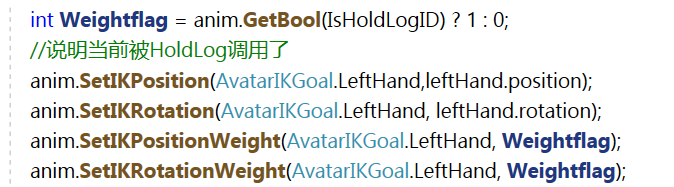 int Weightflag = anim.GetBool(IsHoldLogID) ? 1 : 0;
//说明当前被HoldLog调用了
anim.SetIKPosition(AvatarIKGoal.LeftHand,leftHand.position);
anim.SetIKRotation(AvatarIKGoal.LeftHand, leftHand.rotation);
anim.SetIKPositionWeight(AvatarIKGoal.LeftHand, Weightflag);
anim.SetIKRotationWeight(AvatarIKGoal.LeftHand, Weightflag);